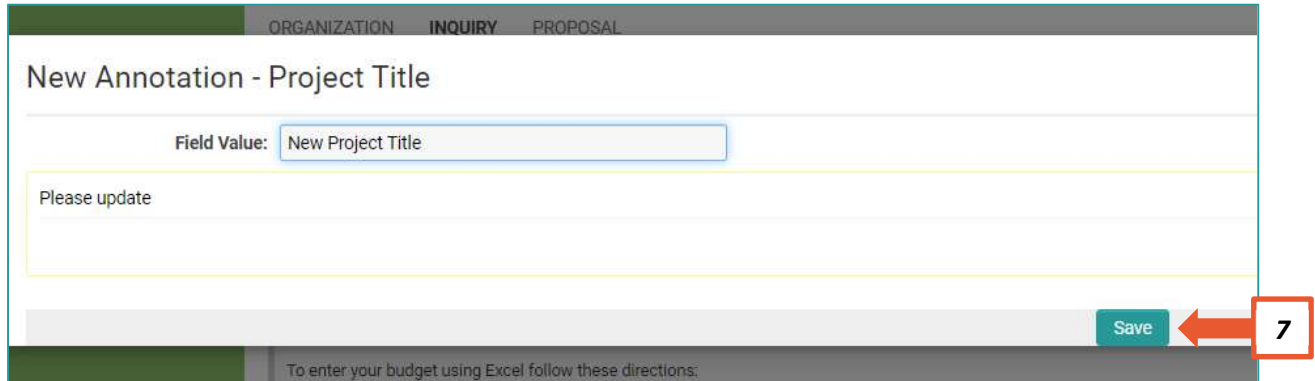 ORGANIZATION INQUIRY PROPOSAL
New Annotation - Project Title
Field Value: New Project Title
Please update
Save
7
To enter your budget using Excel follow these directions: